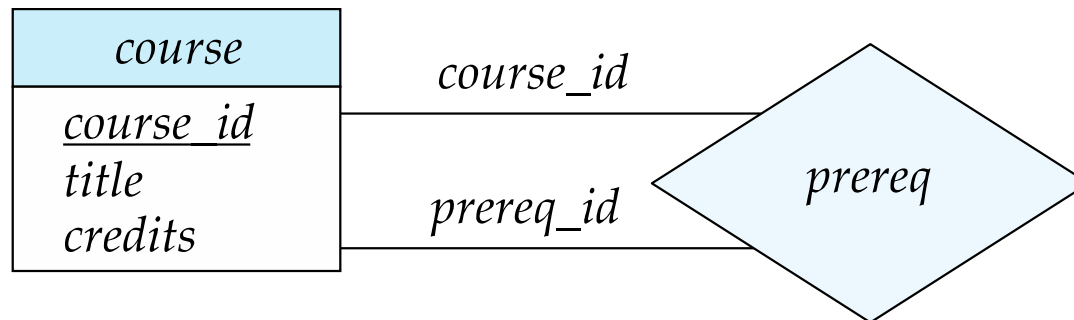 course
course_id
title
credits
course_id
prereq_id
prereq